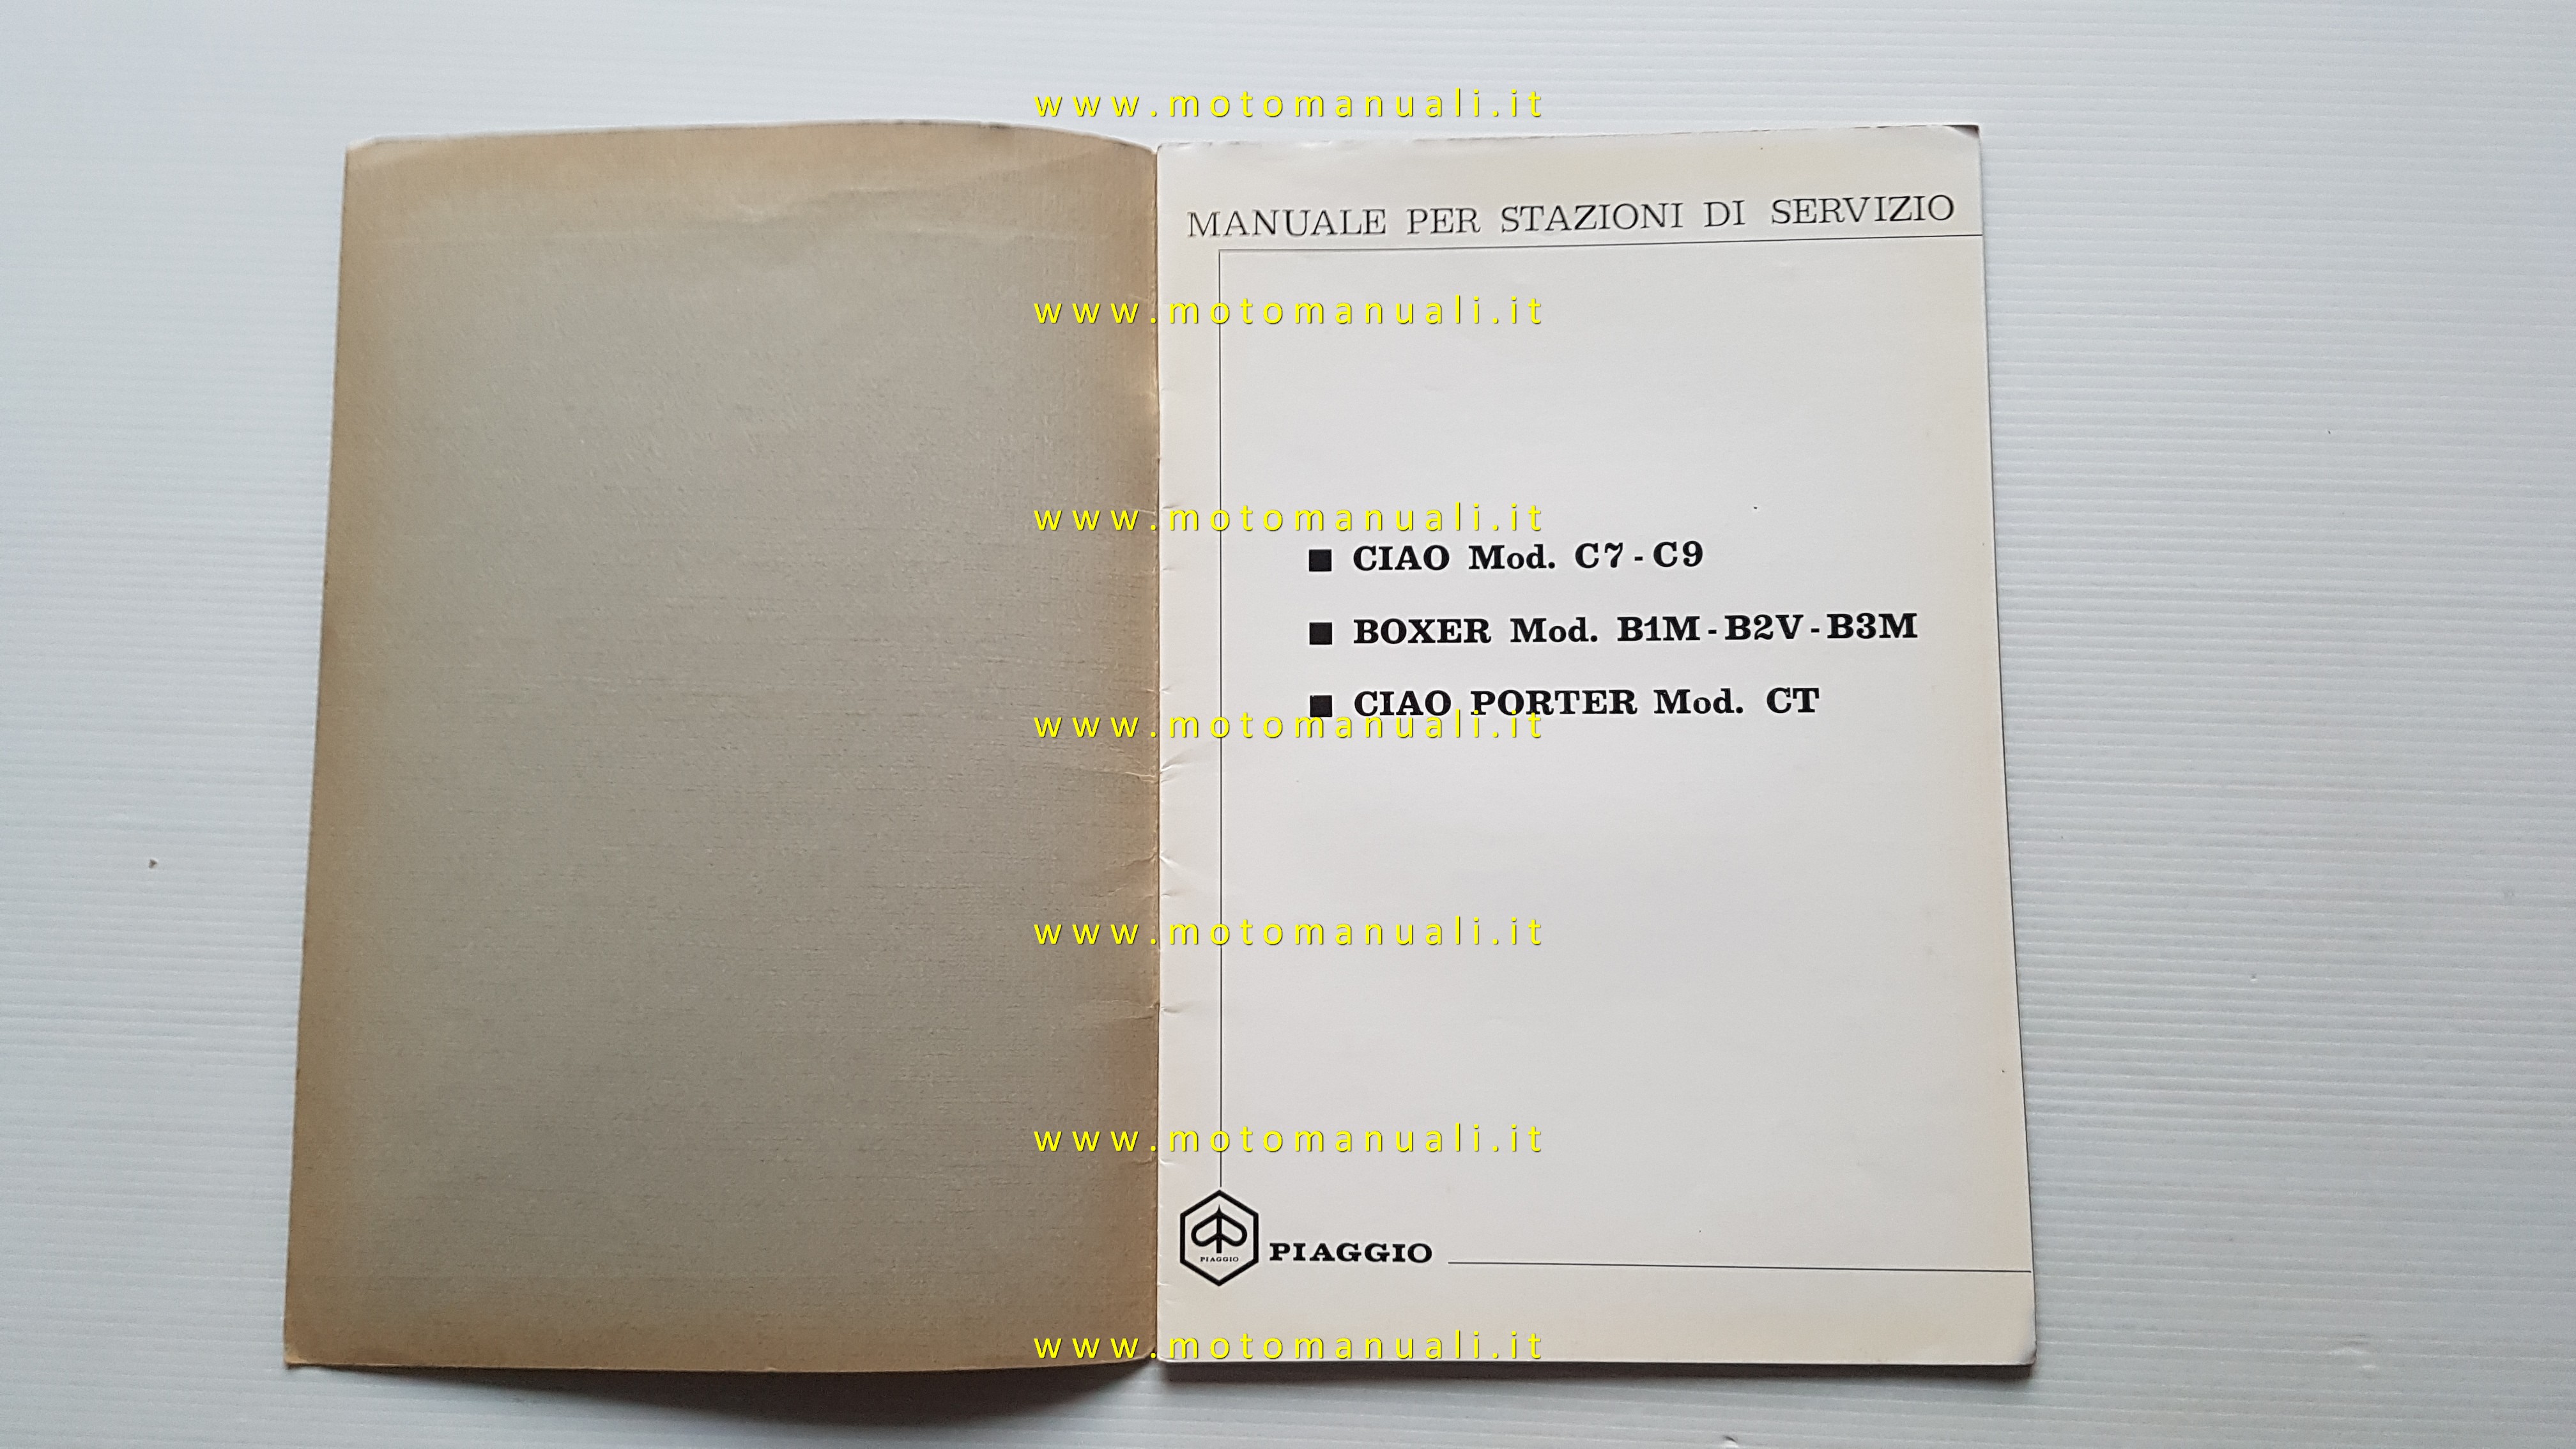 www.motomanuali.it
MANUALE PER STAZIONI DI SERVIZIO
www.motomanuali.it
www.motomanuali.it
■ CIAO Mod. C7 - C9
■ BOXER Mod. B1M - B2V - B3M
■ CIAO PORTER Mod. CT
www.motomanuali.it
www.motomanuali.it
www.motomanuali.it
PIAGGIO
PIAGGIO
www.motomanuali.it